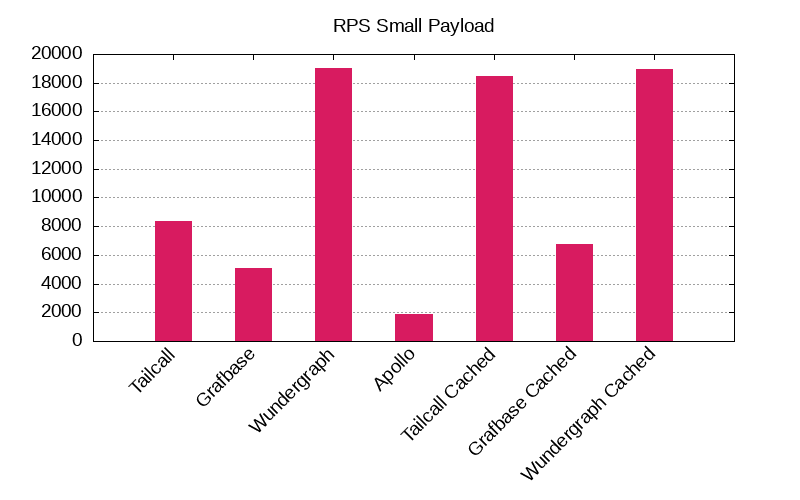 RPS Small Payload
20000
18000
16000
14000
12000
10000
8000
6000
4000
2000
0
Tailcall
Grafbase
Wundergraph
Apollo
Tailcall Cached
Grafbase Cached
Wundergraph Cached